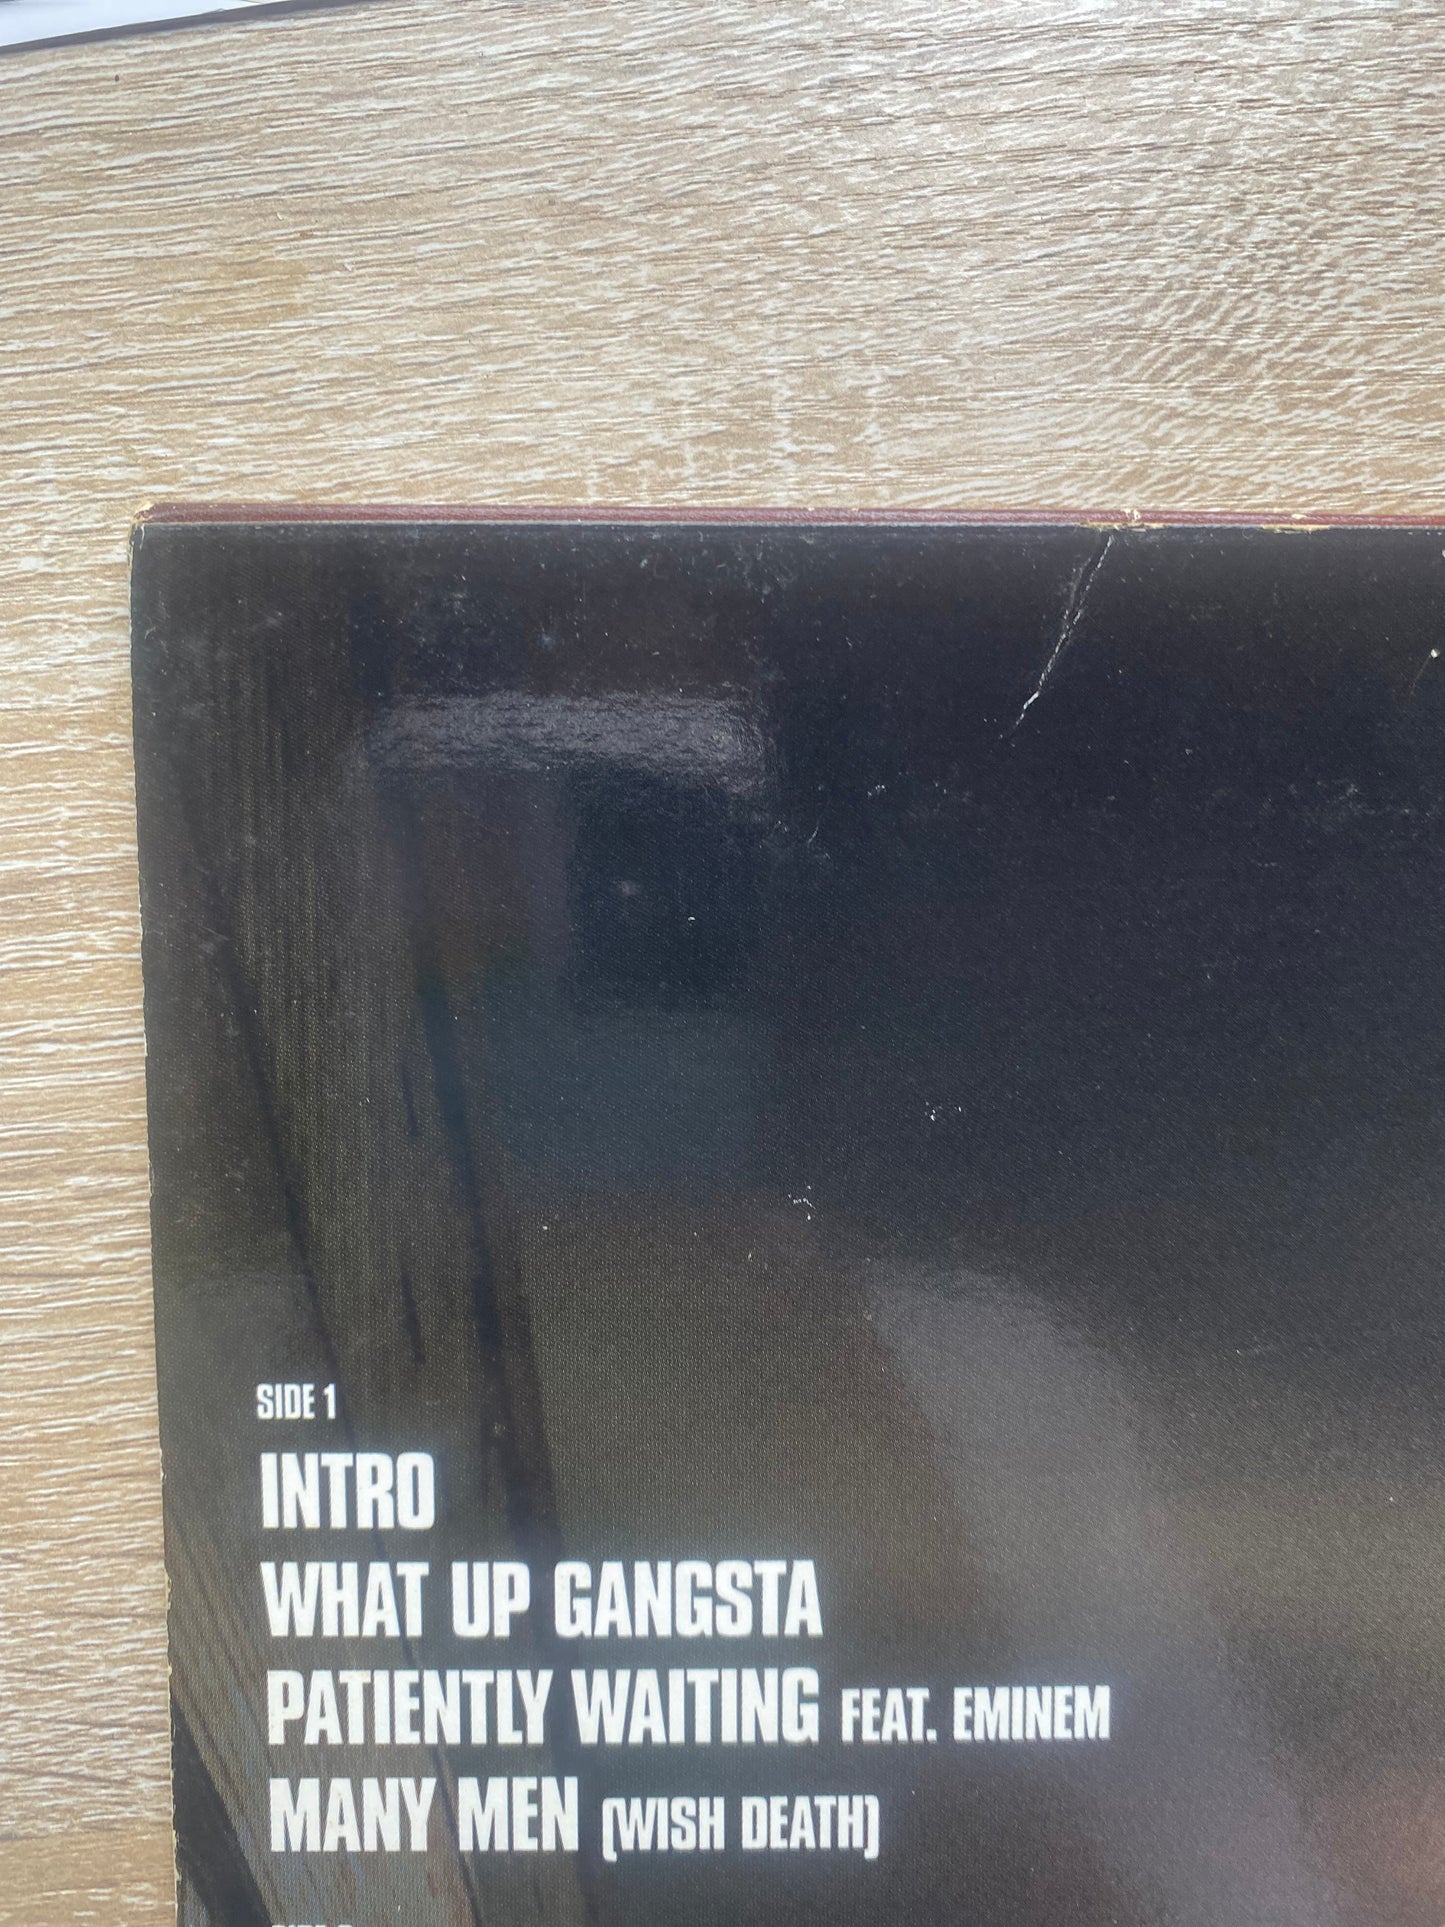 SIDE 1
INTRO
WHAT UP GANGSTA
PATIENTLY WAITING FEAT. EMINEM
MANY MEN (WISH DEATH)